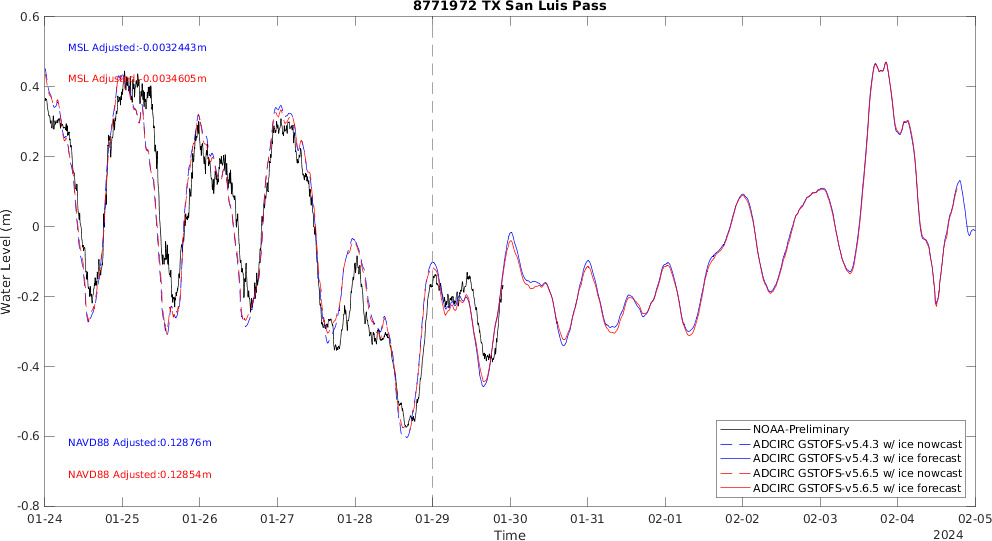 8771972 TX San Luis Pass
0.6
0.4
0.2
0
-0.2
-0.4
-0.6
-0.8
Water Level (m)
MSL Adjusted:-0.0032443m
MSL Adjusted:-0.0034605m
NAVD88 Adjusted:0.12876m
NAVD88 Adjusted:0.12854m
NOAA-Preliminary
ADCIRC GSTOFS-v5.4.3 w/ ice nowcast
ADCIRC GSTOFS-v5.4.3 w/ ice forecast
ADCIRC GSTOFS-v5.6.5 w/ ice nowcast
ADCIRC GSTOFS-v5.6.5 w/ ice forecast
01-24 01-25 01-26 01-27 01-28 01-29 01-30 01-31 02-01 02-02 02-03 02-04 02-05
Time
2024